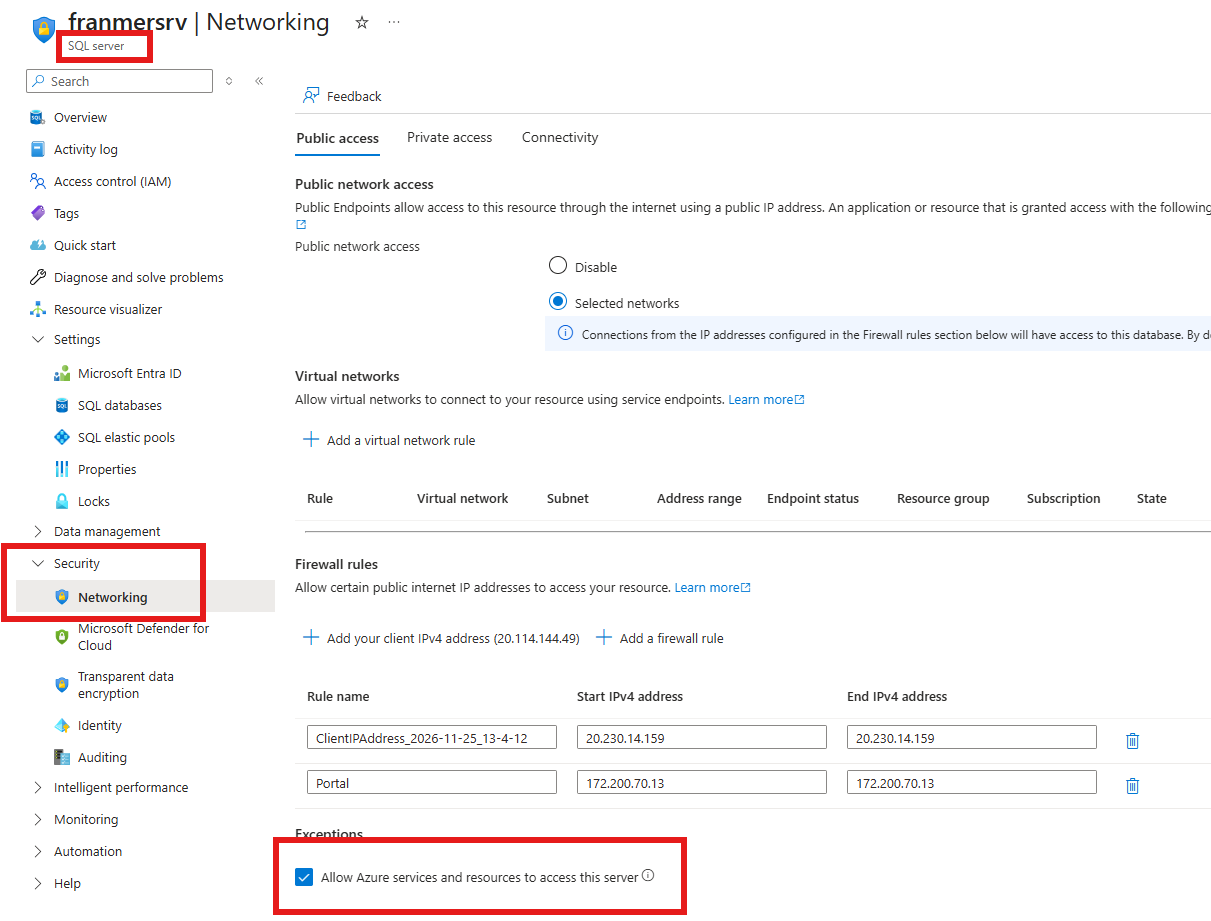 franmersrv | Networking
SQL server
Search
Overview
Activity log
Access control (IAM)
Tags
Quick start
Diagnose and solve problems
Resource visualizer
Settings
Microsoft Entra ID
SQL databases
SQL elastic pools
Properties
Locks
Data management
Security
Networking
Microsoft Defender for
Cloud
Transparent data
encryption
Identity
Auditing
Intelligent performance
Monitoring
Automation
Help
Feedback
Public access Private access Connectivity
Public network access
Public Endpoints allow access to this resource through the internet using a public IP address. An application or resource that is granted access with the following
Public network access
Disable
Selected networks
Connections from the IP addresses configured in the Firewall rules section below will have access to this database. By d
Virtual networks
Allow virtual networks to connect to your resource using service endpoints. Learn more
Add a virtual network rule
Rule Virtual network Subnet Address range Endpoint status Resource group Subscription State
Firewall rules
Allow certain public internet IP addresses to access your resource. Learn more
Add your client IPv4 address (20.114.144.49) Add a firewall rule
Rule name Start IPv4 address End IPv4 address
ClientIPAddress_2026-11-25_13-4-12 20.230.14.159 20.230.14.159
Portal 172.200.70.13 172.200.70.13
Exceptions
Allow Azure services and resources to access this server